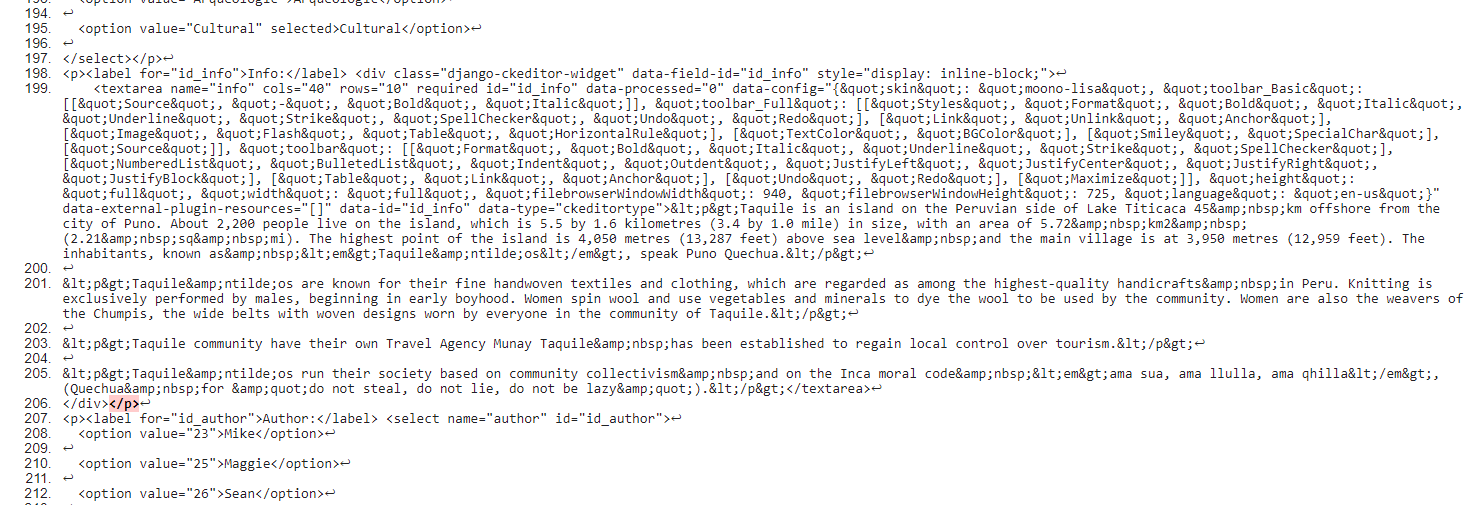 194. ↩
195.   <option value="Cultural" selected>Cultural</option>↩
196. ↩
197. </select></p>↩
198. <p><label for="id_info">Info:</label> <div class="django-ckeditor-widget" data-field-id="id_info" style="display: inline-block;">↩
199.     <textarea name="info" cols="40" rows="10" required id="id_info" data-processed="0" data-config="{&quot;skin&quot;: &quot;moono-lisa&quot;, &quot;toolbar_Basic&quot;:
[[&quot;Source&quot;, &quot;-&quot;, &quot;Bold&quot;, &quot;Italic&quot;]], &quot;toolbar_Full&quot;: [[&quot;Styles&quot;, &quot;Format&quot;, &quot;Bold&quot;, &quot;Italic&quot;,
&quot;Underline&quot;, &quot;Strike&quot;, &quot;SpellChecker&quot;, &quot;Undo&quot;, &quot;Redo&quot;], [&quot;Link&quot;, &quot;Unlink&quot;, &quot;Anchor&quot;],
[&quot;Image&quot;, &quot;Flash&quot;, &quot;Table&quot;, &quot;HorizontalRule&quot;], [&quot;TextColor&quot;, &quot;BGColor&quot;], [&quot;Smiley&quot;, &quot;SpecialChar&quot;],
[&quot;Source&quot;]], &quot;toolbar&quot;: [[&quot;Format&quot;, &quot;Bold&quot;, &quot;Italic&quot;, &quot;Underline&quot;, &quot;Strike&quot;, &quot;SpellChecker&quot;],
[&quot;NumberedList&quot;, &quot;BulletedList&quot;, &quot;Indent&quot;, &quot;Outdent&quot;, &quot;JustifyLeft&quot;, &quot;JustifyCenter&quot;, &quot;JustifyRight&quot;,
&quot;JustifyBlock&quot;], [&quot;Table&quot;, &quot;Link&quot;, &quot;Anchor&quot;], [&quot;Undo&quot;, &quot;Redo&quot;], [&quot;Maximize&quot;]], &quot;height&quot;:
&quot;full&quot;, &quot;width&quot;: &quot;full&quot;, &quot;filebrowserWindowWidth&quot;: 940, &quot;filebrowserWindowHeight&quot;: 725, &quot;language&quot;: &quot;en-us&quot;}"
data-external-plugin-resources="[]" data-id="id_info" data-type="ckeditortype">&lt;p&gt;Taquile is an island on the Peruvian side of Lake Titicaca 45&amp;nbsp;km offshore from the
city of Puno. About 2,200 people live on the island, which is 5.5 by 1.6 kilometres (3.4 by 1.0 mile) in size, with an area of 5.72&amp;nbsp;km2&amp;nbsp;
(2.21&amp;nbsp;sq&amp;nbsp;mi). The highest point of the island is 4,050 metres (13,287 feet) above sea level&amp;nbsp;and the main village is at 3,950 metres (12,959 feet). The
inhabitants, known as&amp;nbsp;&lt;em&gt;Taquile&amp;ntilde;os&lt;/em&gt;, speak Puno Quechua.&lt;/p&gt;↩
200. ↩
201. &lt;p&gt;Taquile&amp;ntilde;os are known for their fine handwoven textiles and clothing, which are regarded as among the highest-quality handicrafts&amp;nbsp;in Peru. Knitting is
exclusively performed by males, beginning in early boyhood. Women spin wool and use vegetables and minerals to dye the wool to be used by the community. Women are also the weavers of
the Chumpis, the wide belts with woven designs worn by everyone in the community of Taquile.&lt;/p&gt;↩
202. ↩
203. &lt;p&gt;Taquile community have their own Travel Agency Munay Taquile&amp;nbsp;has been established to regain local control over tourism.&lt;/p&gt;↩
204. ↩
205. &lt;p&gt;Taquile&amp;ntilde;os run their society based on community collectivism&amp;nbsp;and on the Inca moral code&amp;nbsp;&lt;em&gt;ama sua, ama llulla, ama qhilla&lt;/em&gt;,
(Quechua&amp;nbsp;for &amp;quot;do not steal, do not lie, do not be lazy&amp;quot;).&lt;/p&gt;</textarea>↩
206. </div></p>↩
207. <p><label for="id_author">Author:</label> <select name="author" id="id_author">↩
208.   <option value="23">Mike</option>↩
209. ↩
210.   <option value="25">Maggie</option>↩
211. ↩
212.   <option value="26">Sean</option>↩